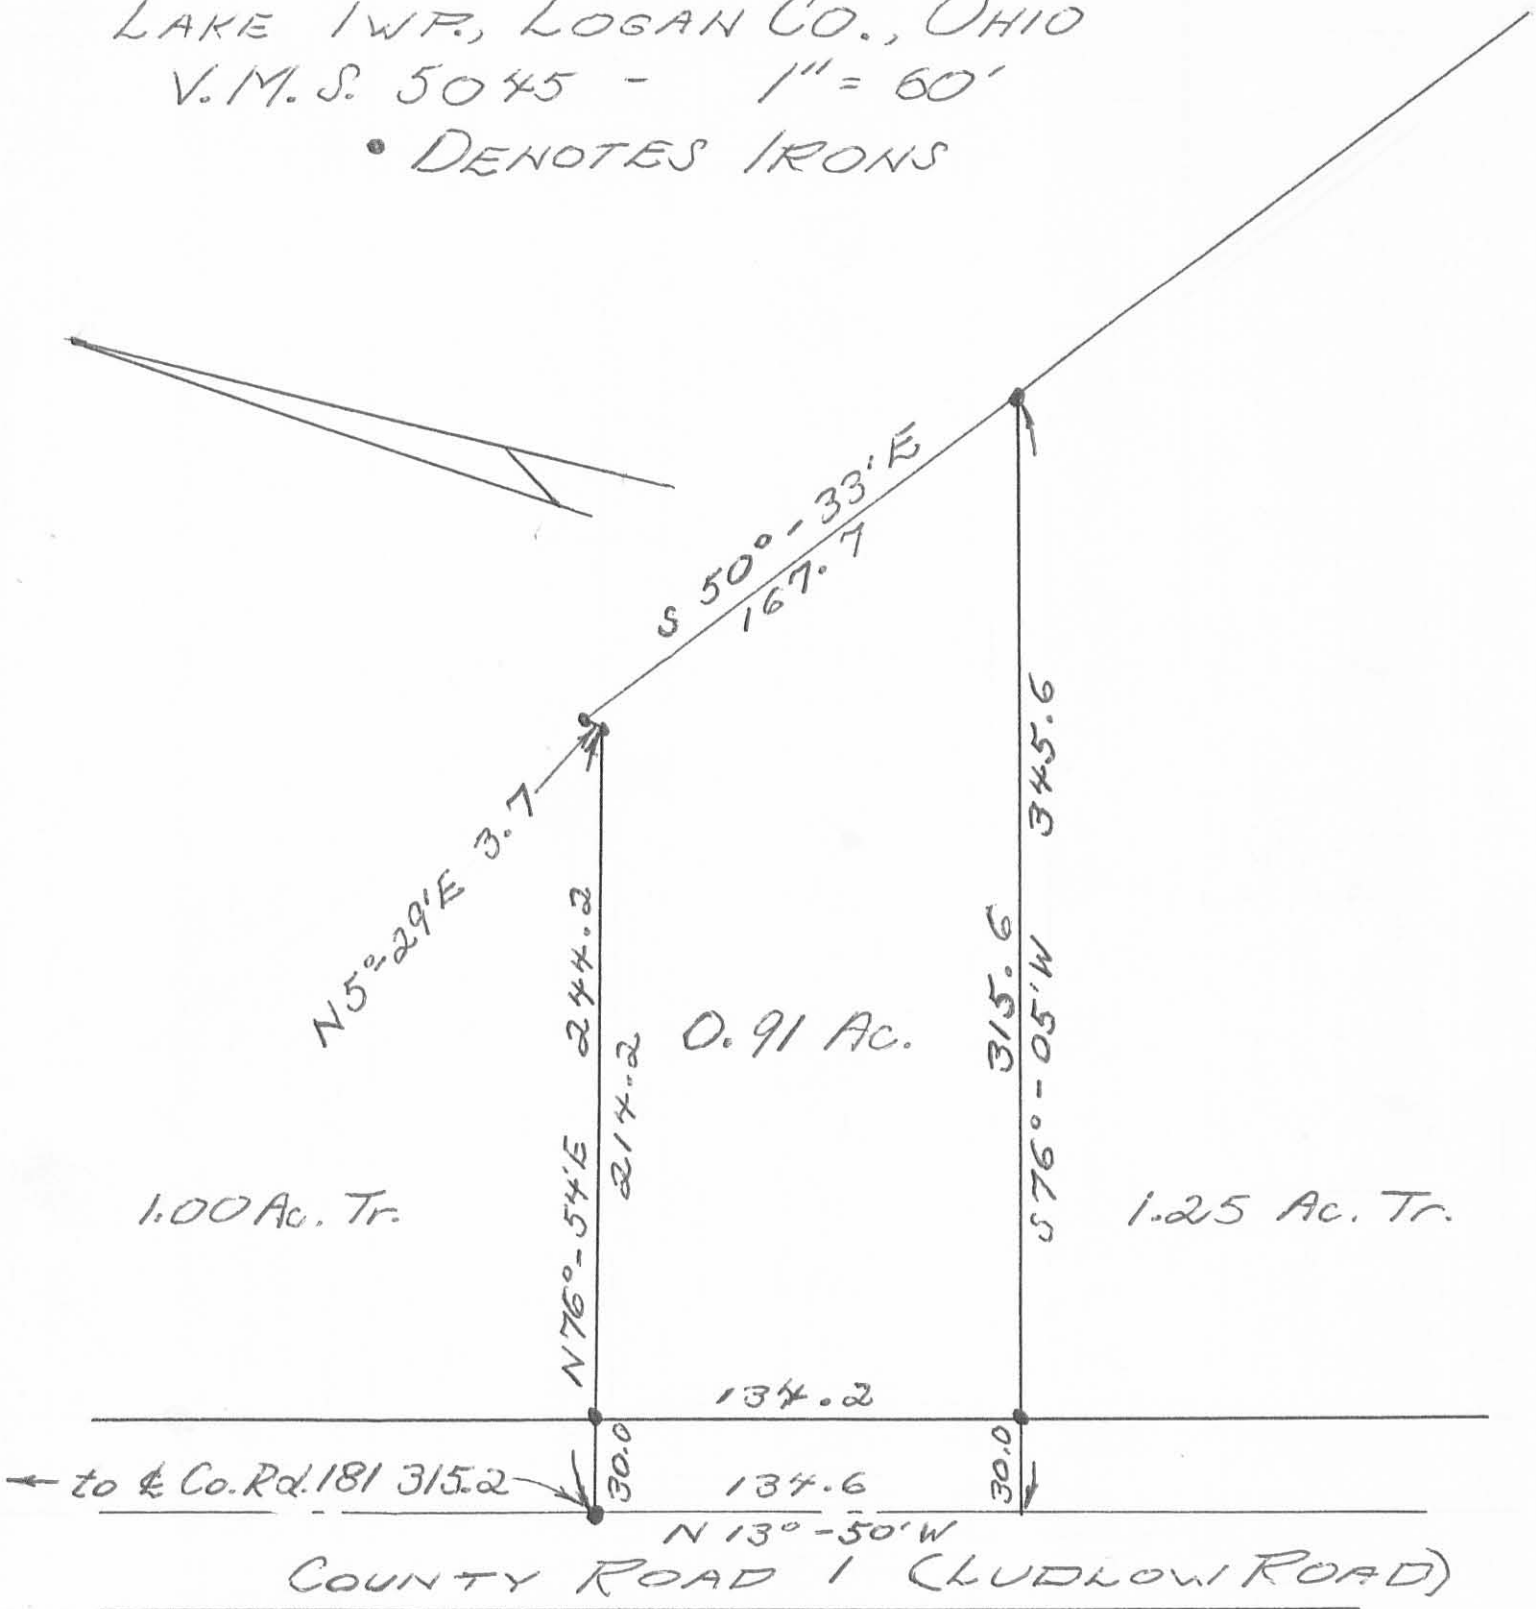 LAKE TWP., LOGAN CO., OHIO
V.M.S. 5045 - 1" = 60'
• DENOTES IRONS
S 50°-33'E
167.7
N 5°-29'E 3.7
N 76°-54'E 244.2
214.2
0.91 Ac.
315.6
S 76°-05'W 345.6
1.00 Ac. Tr.
1.25 Ac. Tr.
134.2
30.0
30.0
← to ℄ Co. Rd. 181 315.2
134.6
N 13°-50'W
COUNTY ROAD 1 (LUDLOW ROAD)